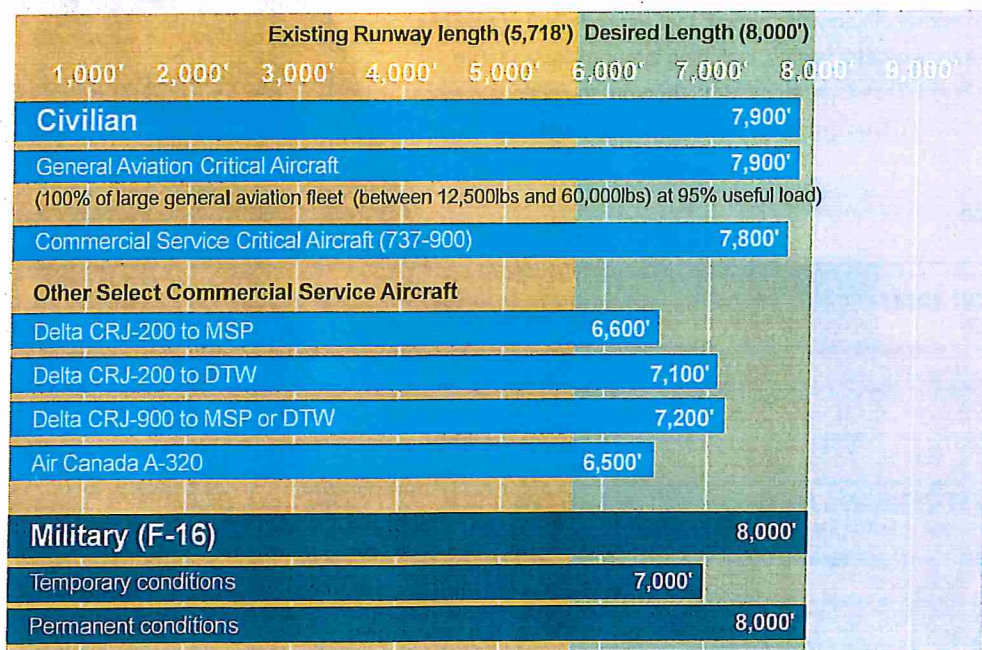 Existing Runway length (5,718') Desired Length (8,000')
1,000' 2,000' 3,000' 4,000' 5,000' 6,000' 7,000' 8,000' 9,000'
Civilian 7,900'
General Aviation Critical Aircraft 7,900'
(100% of large general aviation fleet (between 12,500lbs and 60,000lbs) at 95% useful load)
Commercial Service Critical Aircraft (737-900) 7,800'
Other Select Commercial Service Aircraft
Delta CRJ-200 to MSP 6,600'
Delta CRJ-200 to DTW 7,100'
Delta CRJ-900 to MSP or DTW 7,200'
Air Canada A-320 6,500'
Military (F-16) 8,000'
Temporary conditions 7,000'
Permanent conditions 8,000'